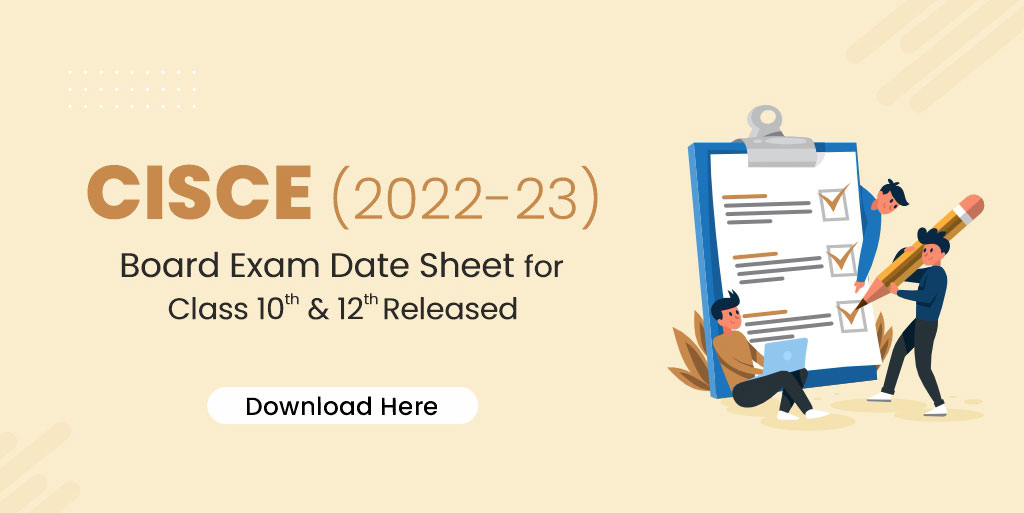 CISCE (2022-23)
Board Exam Date Sheet for
Class 10th & 12th Released
Download Here